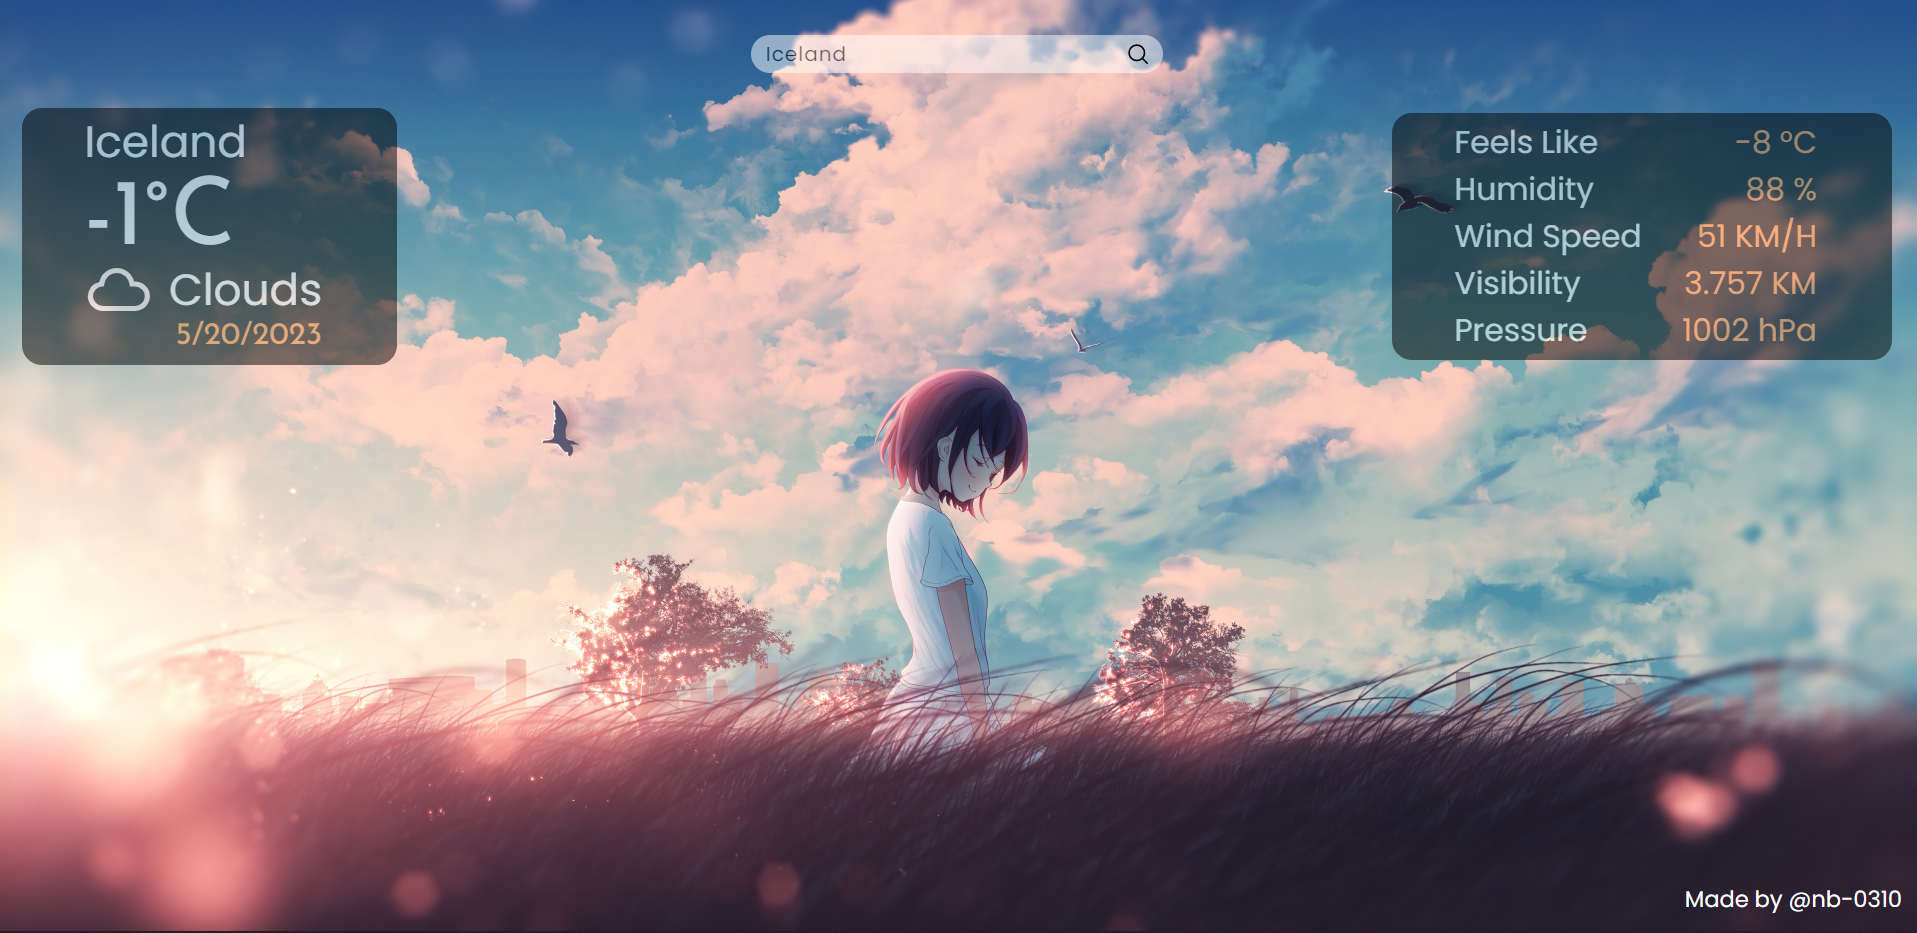 Iceland
Iceland
-1°C
Clouds
5/20/2023
Feels Like -8 °C
Humidity 88 %
Wind Speed 51 KM/H
Visibility 3.757 KM
Pressure 1002 hPa
Made by @nb-0310